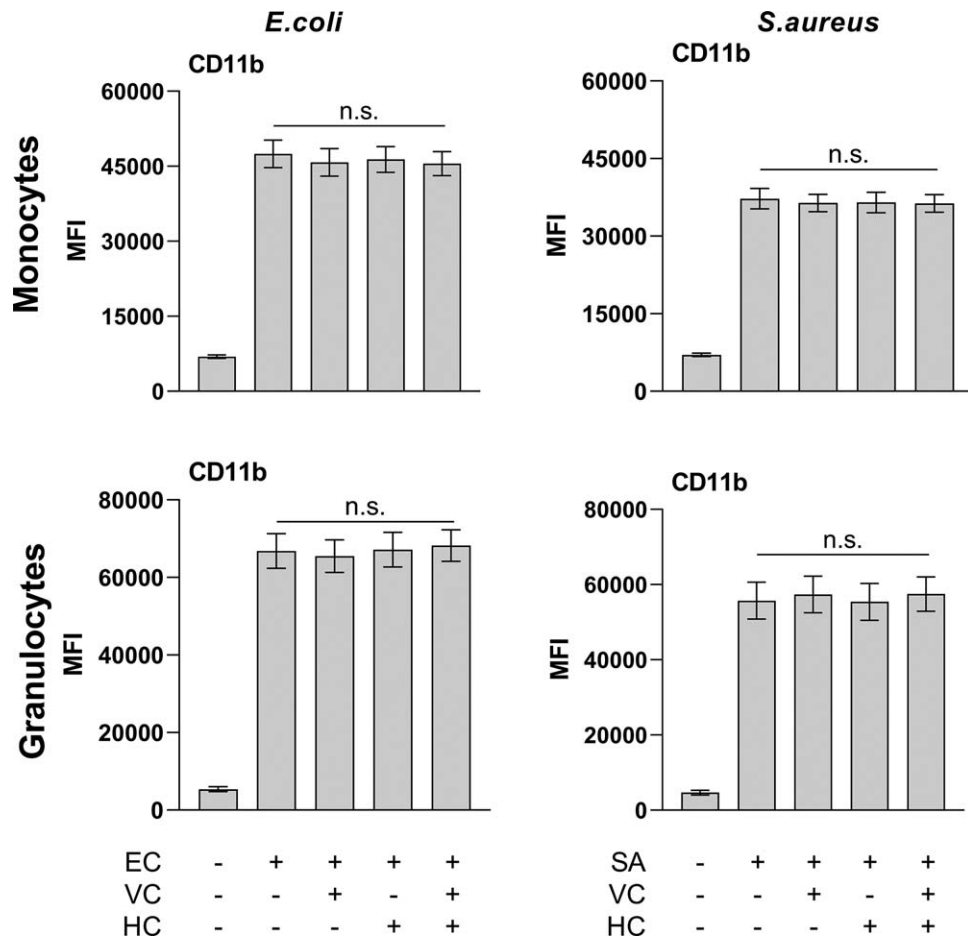 E.coli
S.aureus
Monocytes
CD11b
MFI
60000
45000
30000
15000
0
n.s.
CD11b
MFI
60000
45000
30000
15000
0
n.s.
Granulocytes
CD11b
MFI
80000
60000
40000
20000
0
n.s.
CD11b
MFI
80000
60000
40000
20000
0
n.s.
EC - + + + +
VC - - + - +
HC - - - + +
SA - + + + +
VC - - + - +
HC - - - + +